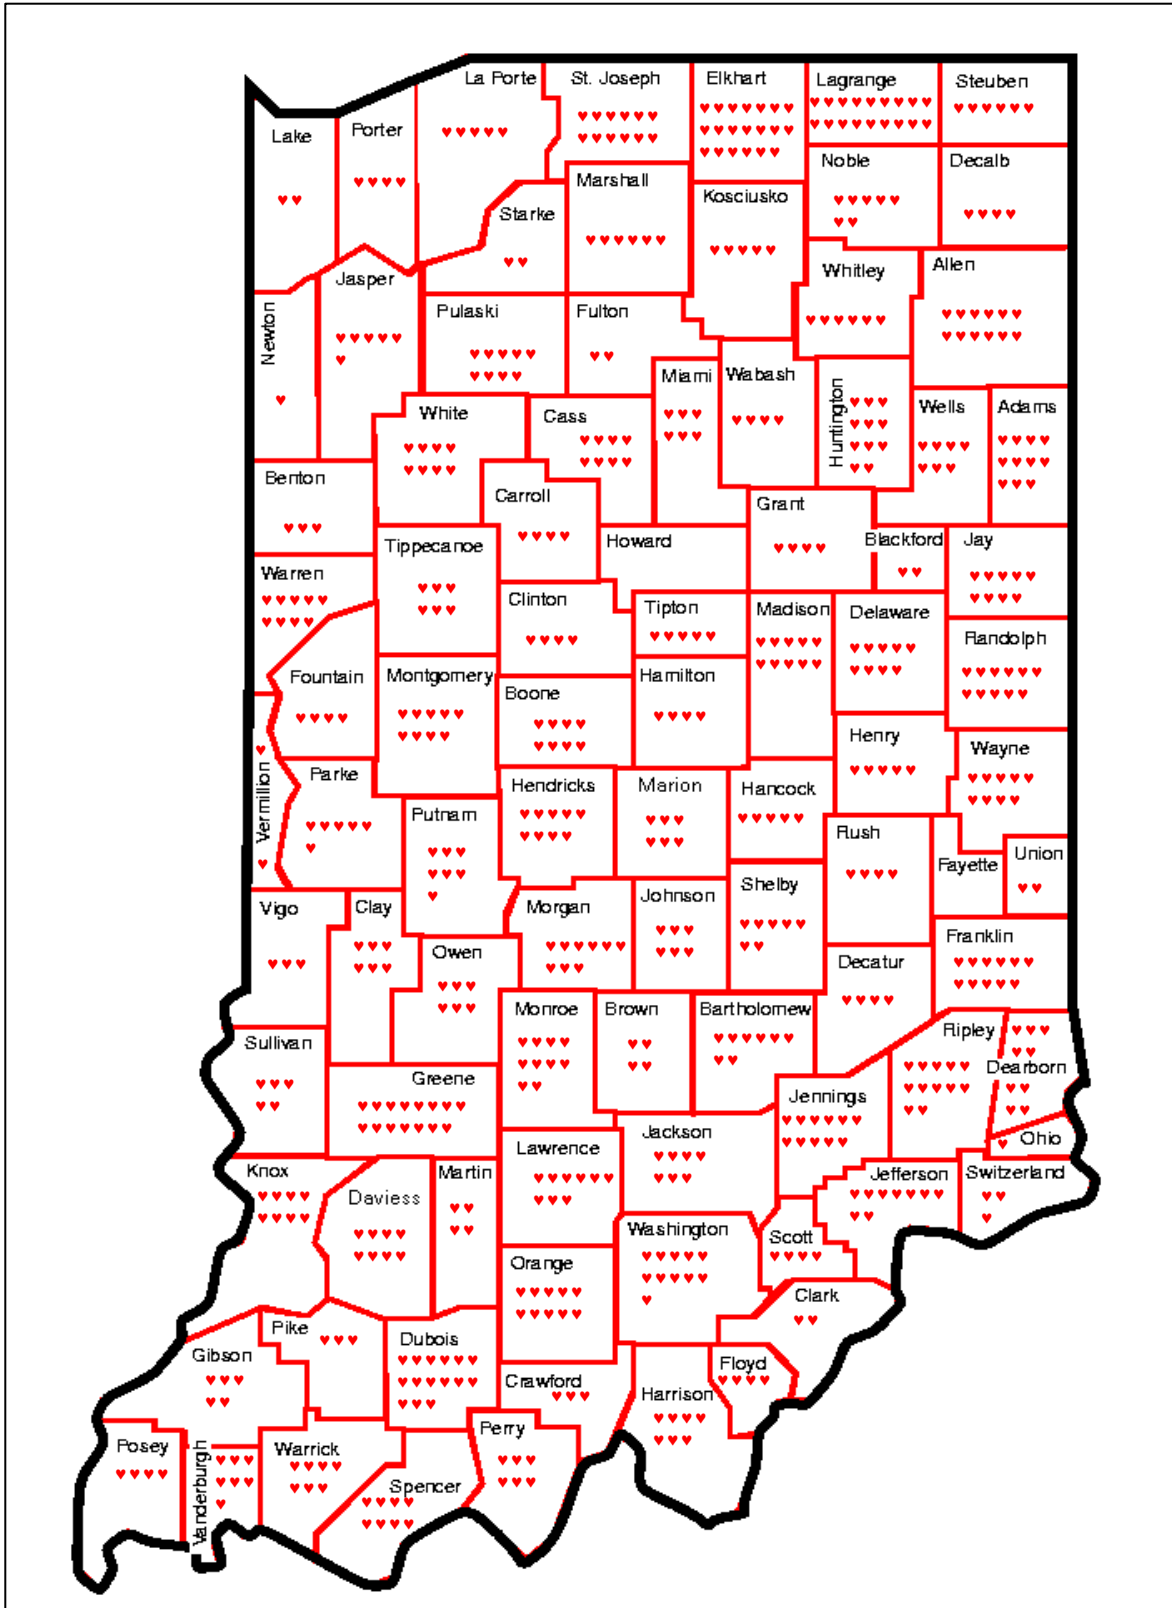 La Porte
St. Joseph
Elkhart
Lagrange
Steuben
Lake
Porter
Noble
Decalb
Marshall
Kosciusko
Starke
Jasper
Whitley
Allen
Newton
Pulaski
Fulton
Miami
Wabash
Huntington
Wells
Adams
White
Cass
Benton
Carroll
Grant
Tippecanoe
Howard
Blackford
Jay
Warren
Clinton
Tipton
Madison
Delaware
Randolph
Fountain
Montgomery
Boone
Hamilton
Henry
Wayne
Vermillion
Parke
Hendricks
Marion
Hancock
Putnam
Rush
Fayette
Union
Vigo
Clay
Morgan
Johnson
Shelby
Owen
Decatur
Franklin
Monroe
Brown
Bartholomew
Ripley
Sullivan
Dearborn
Greene
Jennings
Jackson
Ohio
Lawrence
Knox
Martin
Jefferson
Switzerland
Daviess
Washington
Scott
Orange
Clark
Pike
Dubois
Gibson
Floyd
Crawford
Harrison
Perry
Posey
Vanderburgh
Warrick
Spencer